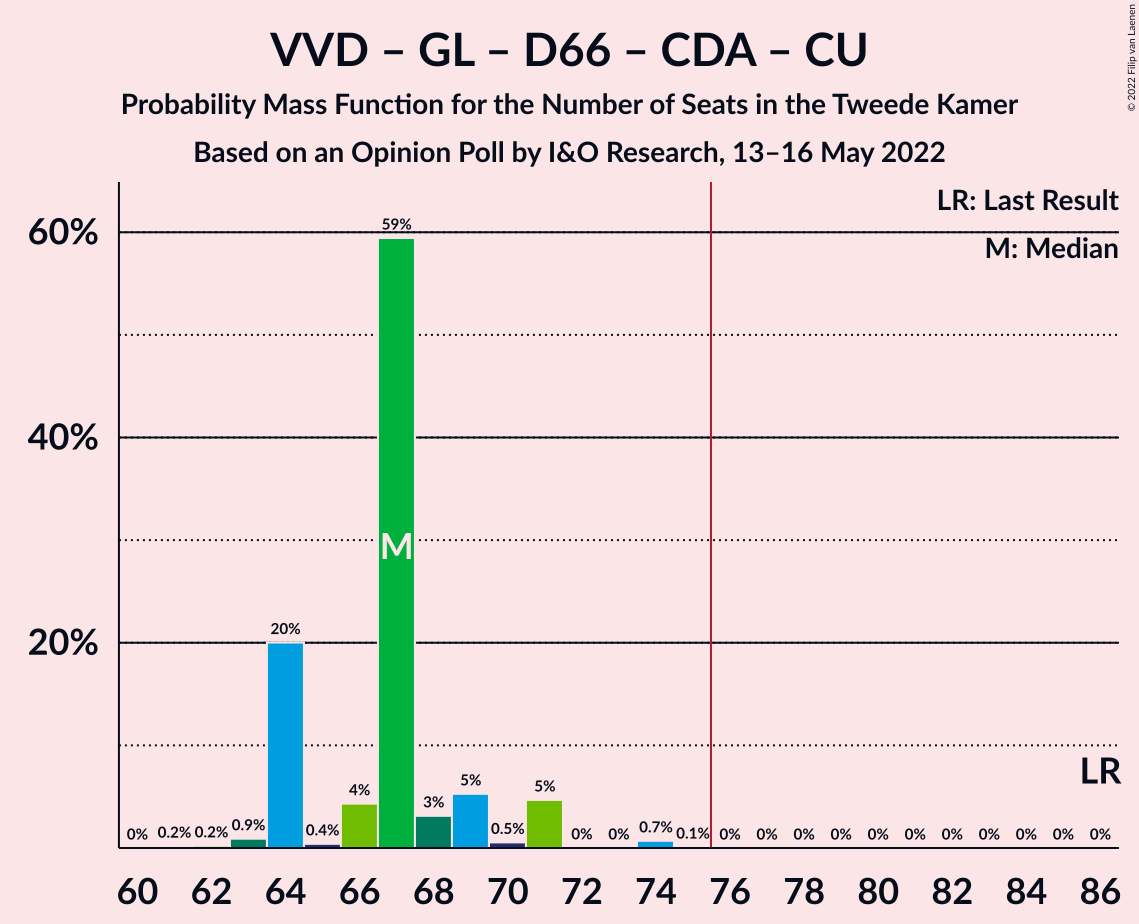 VVD – GL – D66 – CDA – CU
Probability Mass Function for the Number of Seats in the Tweede Kamer
Based on an Opinion Poll by I&O Research, 13–16 May 2022
© 2022 Filip van Laenen
LR: Last Result
M: Median
60%
40%
20%
0% 0.2% 0.2% 0.9% 20% 0.4% 4% 59% 3% 5% 0.5% 5% 0% 0% 0.7% 0.1% 0% 0% 0% 0% 0% 0% 0% 0% 0% 0% 0%
M
LR
60 62 64 66 68 70 72 74 76 78 80 82 84 86